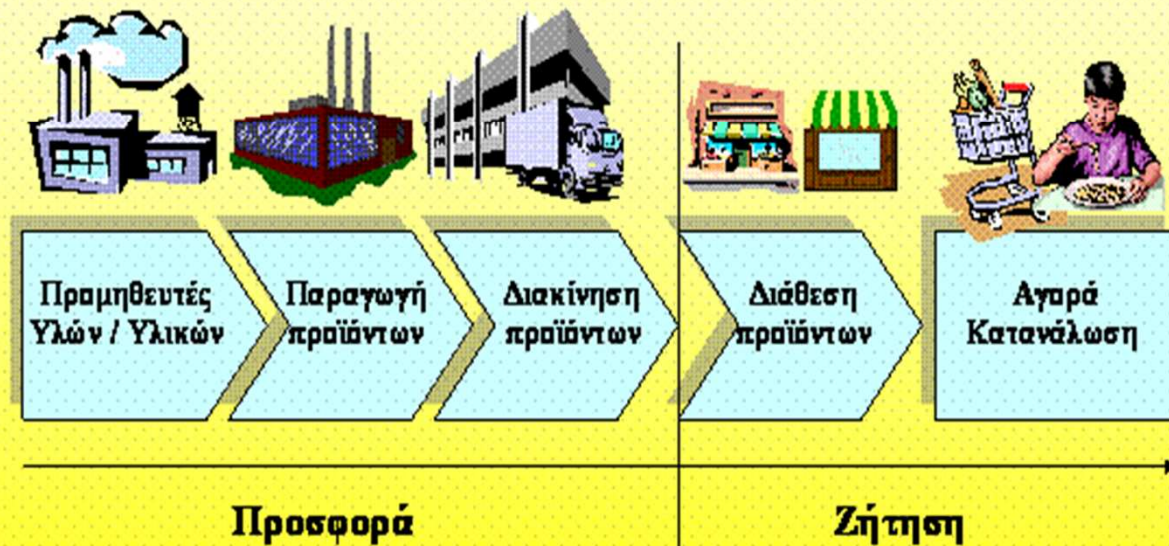 Προμηθευτές
Υλών / Υλικών
Παραγωγή
προϊόντων
Διακίνηση
προϊόντων
Διάθεση
προϊόντων
Αγορά
Κατανάλωση
Προσφορά
Ζήτηση